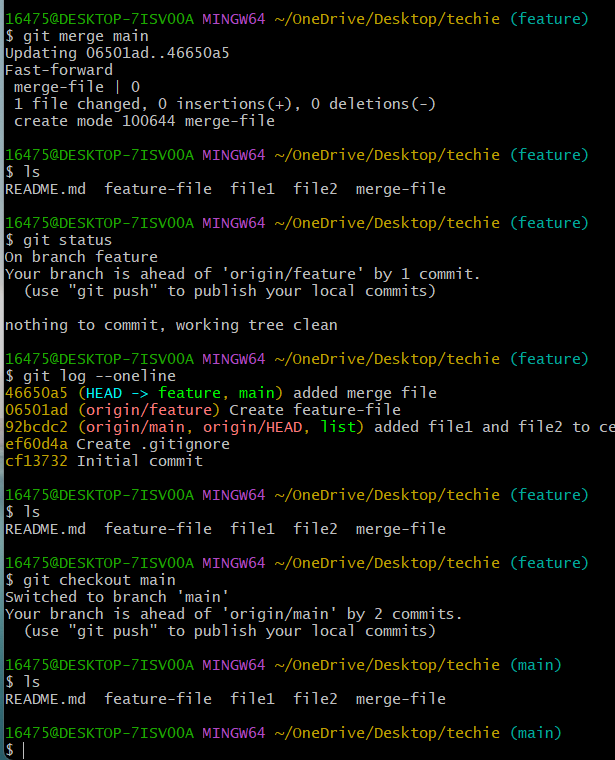 16475@DESKTOP-7ISVOOA MINGW64 ~/OneDrive/Desktop/techie (feature)
$ git merge main
Updating 06501ad..46650a5
Fast-forward
 merge-file | 0
 1 file changed, 0 insertions(+), 0 deletions(-)
 create mode 100644 merge-file

16475@DESKTOP-7ISVOOA MINGW64 ~/OneDrive/Desktop/techie (feature)
$ ls
README.md  feature-file  file1  file2  merge-file

16475@DESKTOP-7ISVOOA MINGW64 ~/OneDrive/Desktop/techie (feature)
$ git status
On branch feature
Your branch is ahead of 'origin/feature' by 1 commit.
  (use "git push" to publish your local commits)

nothing to commit, working tree clean

16475@DESKTOP-7ISVOOA MINGW64 ~/OneDrive/Desktop/techie (feature)
$ git log --oneline
46650a5 (HEAD -> feature, main) added merge file
06501ad (origin/feature) Create feature-file
92bcdc2 (origin/main, origin/HEAD, list) added file1 and file2 to ce
ef60d4a Create .gitignore
cf13732 Initial commit

16475@DESKTOP-7ISVOOA MINGW64 ~/OneDrive/Desktop/techie (feature)
$ ls
README.md  feature-file  file1  file2  merge-file

16475@DESKTOP-7ISVOOA MINGW64 ~/OneDrive/Desktop/techie (feature)
$ git checkout main
Switched to branch 'main'
Your branch is ahead of 'origin/main' by 2 commits.
  (use "git push" to publish your local commits)

16475@DESKTOP-7ISVOOA MINGW64 ~/OneDrive/Desktop/techie (main)
$ ls
README.md  feature-file  file1  file2  merge-file

16475@DESKTOP-7ISVOOA MINGW64 ~/OneDrive/Desktop/techie (main)
$